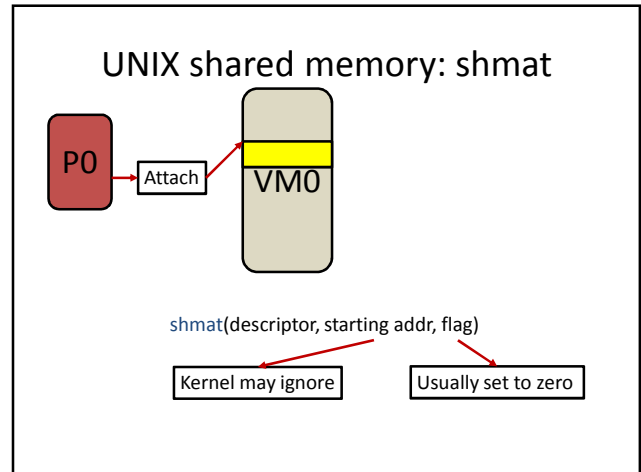 UNIX shared memory: shmat
P0
Attach
VM0
shmat(descriptor, starting addr, flag)
Kernel may ignore
Usually set to zero